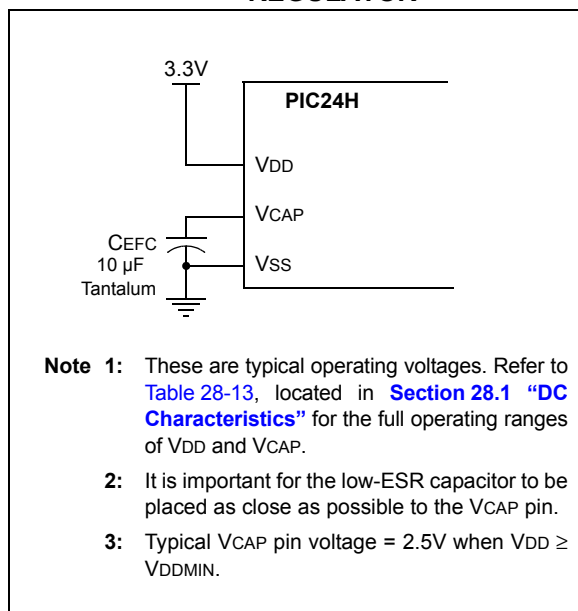 3.3V
PIC24H
VDD
VCAP
CEFC
10 µF
Tantalum
VSS
Note 1: These are typical operating voltages. Refer to
Table 28-13, located in Section 28.1 “DC
Characteristics” for the full operating ranges
of VDD and VCAP.
2: It is important for the low-ESR capacitor to be
placed as close as possible to the VCAP pin.
3: Typical VCAP pin voltage = 2.5V when VDD ≥
VDDMIN.